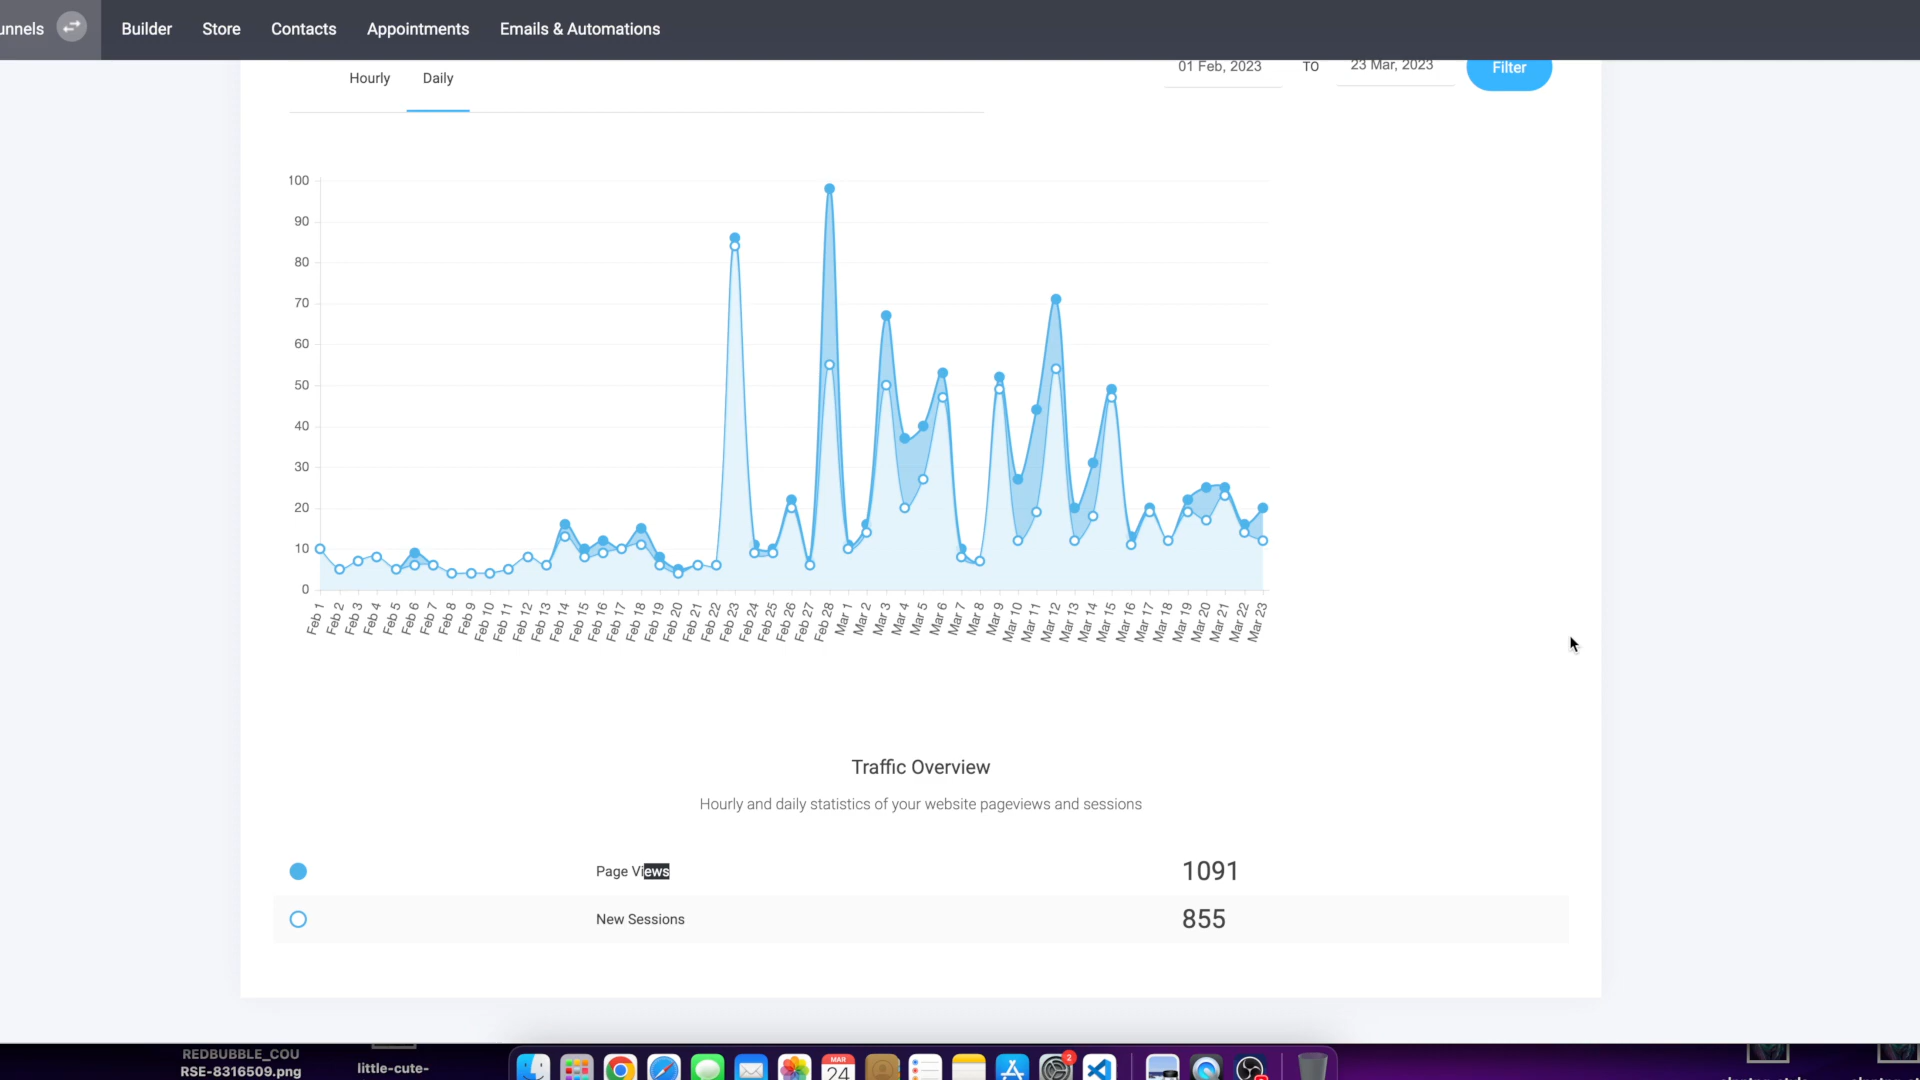 unnels Builder Store Contacts Appointments Emails & Automations
Hourly Daily 01 Feb, 2023 TO 23 Mar, 2023 Filter
100
90
80
70
60
50
40
30
20
10
0
Feb 1 Feb 2 Feb 3 Feb 4 Feb 5 Feb 6 Feb 7 Feb 8 Feb 9 Feb 10 Feb 11 Feb 12 Feb 13 Feb 14 Feb 15 Feb 16 Feb 17 Feb 18 Feb 19 Feb 20 Feb 21 Feb 22 Feb 23 Feb 24 Feb 25 Feb 26 Feb 27 Feb 28 Mar 1 Mar 2 Mar 3 Mar 4 Mar 5 Mar 6 Mar 7 Mar 8 Mar 9 Mar 10 Mar 11 Mar 12 Mar 13 Mar 14 Mar 15 Mar 16 Mar 17 Mar 18 Mar 19 Mar 20 Mar 21 Mar 22 Mar 23
Traffic Overview
Hourly and daily statistics of your website pageviews and sessions
Page Views 1091
New Sessions 855
REDBUBBLE_COU
RSE-8316509.png
little-cute-
MAR
24
2